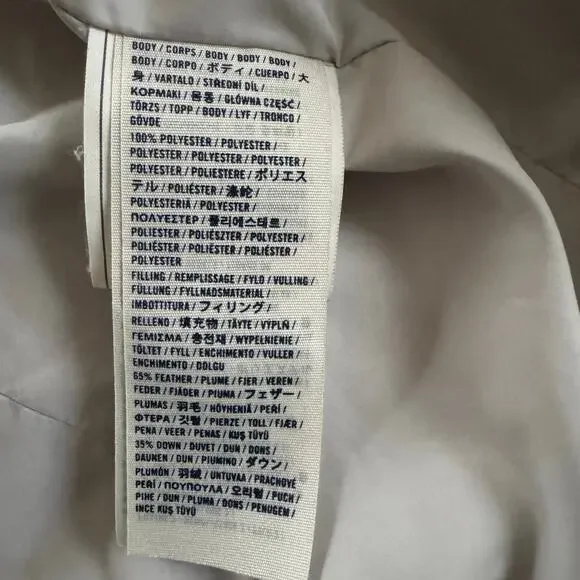 BODY / CORPS / BODY / BODY / BODY /
BODY / CORPO / ボディ / CUERPO / 大
身 / VARTALO / STŘEDNÍ DÍL /
ΚΟΡΜΑΚΙ / 몸통 / GŁÓWNA CZĘŚĆ /
TÖRZS / TOPP / BODY / LYF / TRONCO /
GÖVDE
100% POLYESTER / POLYESTER /
POLYESTER / POLYESTER / POLYESTER /
POLYESTER / POLIESTERE / ポリエス
テル / POLIÉSTER / 涤纶 /
POLYESTERIÄ / POLYESTER /
ΠΟΛΥΕΣΤΕΡ / 폴리에스테르 /
POLIESTER / POLIÉSZTER / POLYESTER /
POLIÉSTER / POLIÉSTER / POLIÉSTER /
POLYESTER
FILLING / REMPLISSAGE / FYLD / VULLING /
FÜLLUNG / FYLLNADSMATERIAL /
IMBOTTITURA / フィリング /
RELLENO / 填充物 / TÄYTE / VÝPLŇ /
ΓΕΜΙΣΜΑ / 충전재 / WYPEŁNIENIE /
TÖLTET / FYLL / ENCHIMENTO / VULLER /
ENCHIMENTO / DOLGU
65% FEATHER / PLUME / FJER / VEREN /
FEDER / FJÄDER / PIUMA / フェザー /
PLUMAS / 羽毛 / HÖYHENIÄ / PEŘÍ /
ΦΤΕΡΑ / 깃털 / PIERZE / TOLL / FJÆR /
PENA / VEER / PENAS / KUŞ TÜYÜ
35% DOWN / DUVET / DUN / DONS /
DAUNEN / DUN / PIUMINO / ダウン /
PLUMÓN / 羽绒 / UNTUVAA / PRACHOVÉ
PEŘÍ / ΠΟΥΠΟΥΛΑ / 오리털 / PUCH /
PIHE / DUN / PLUMA / DONS / PENUGEM /
INCE KUŞ TÜYÜ